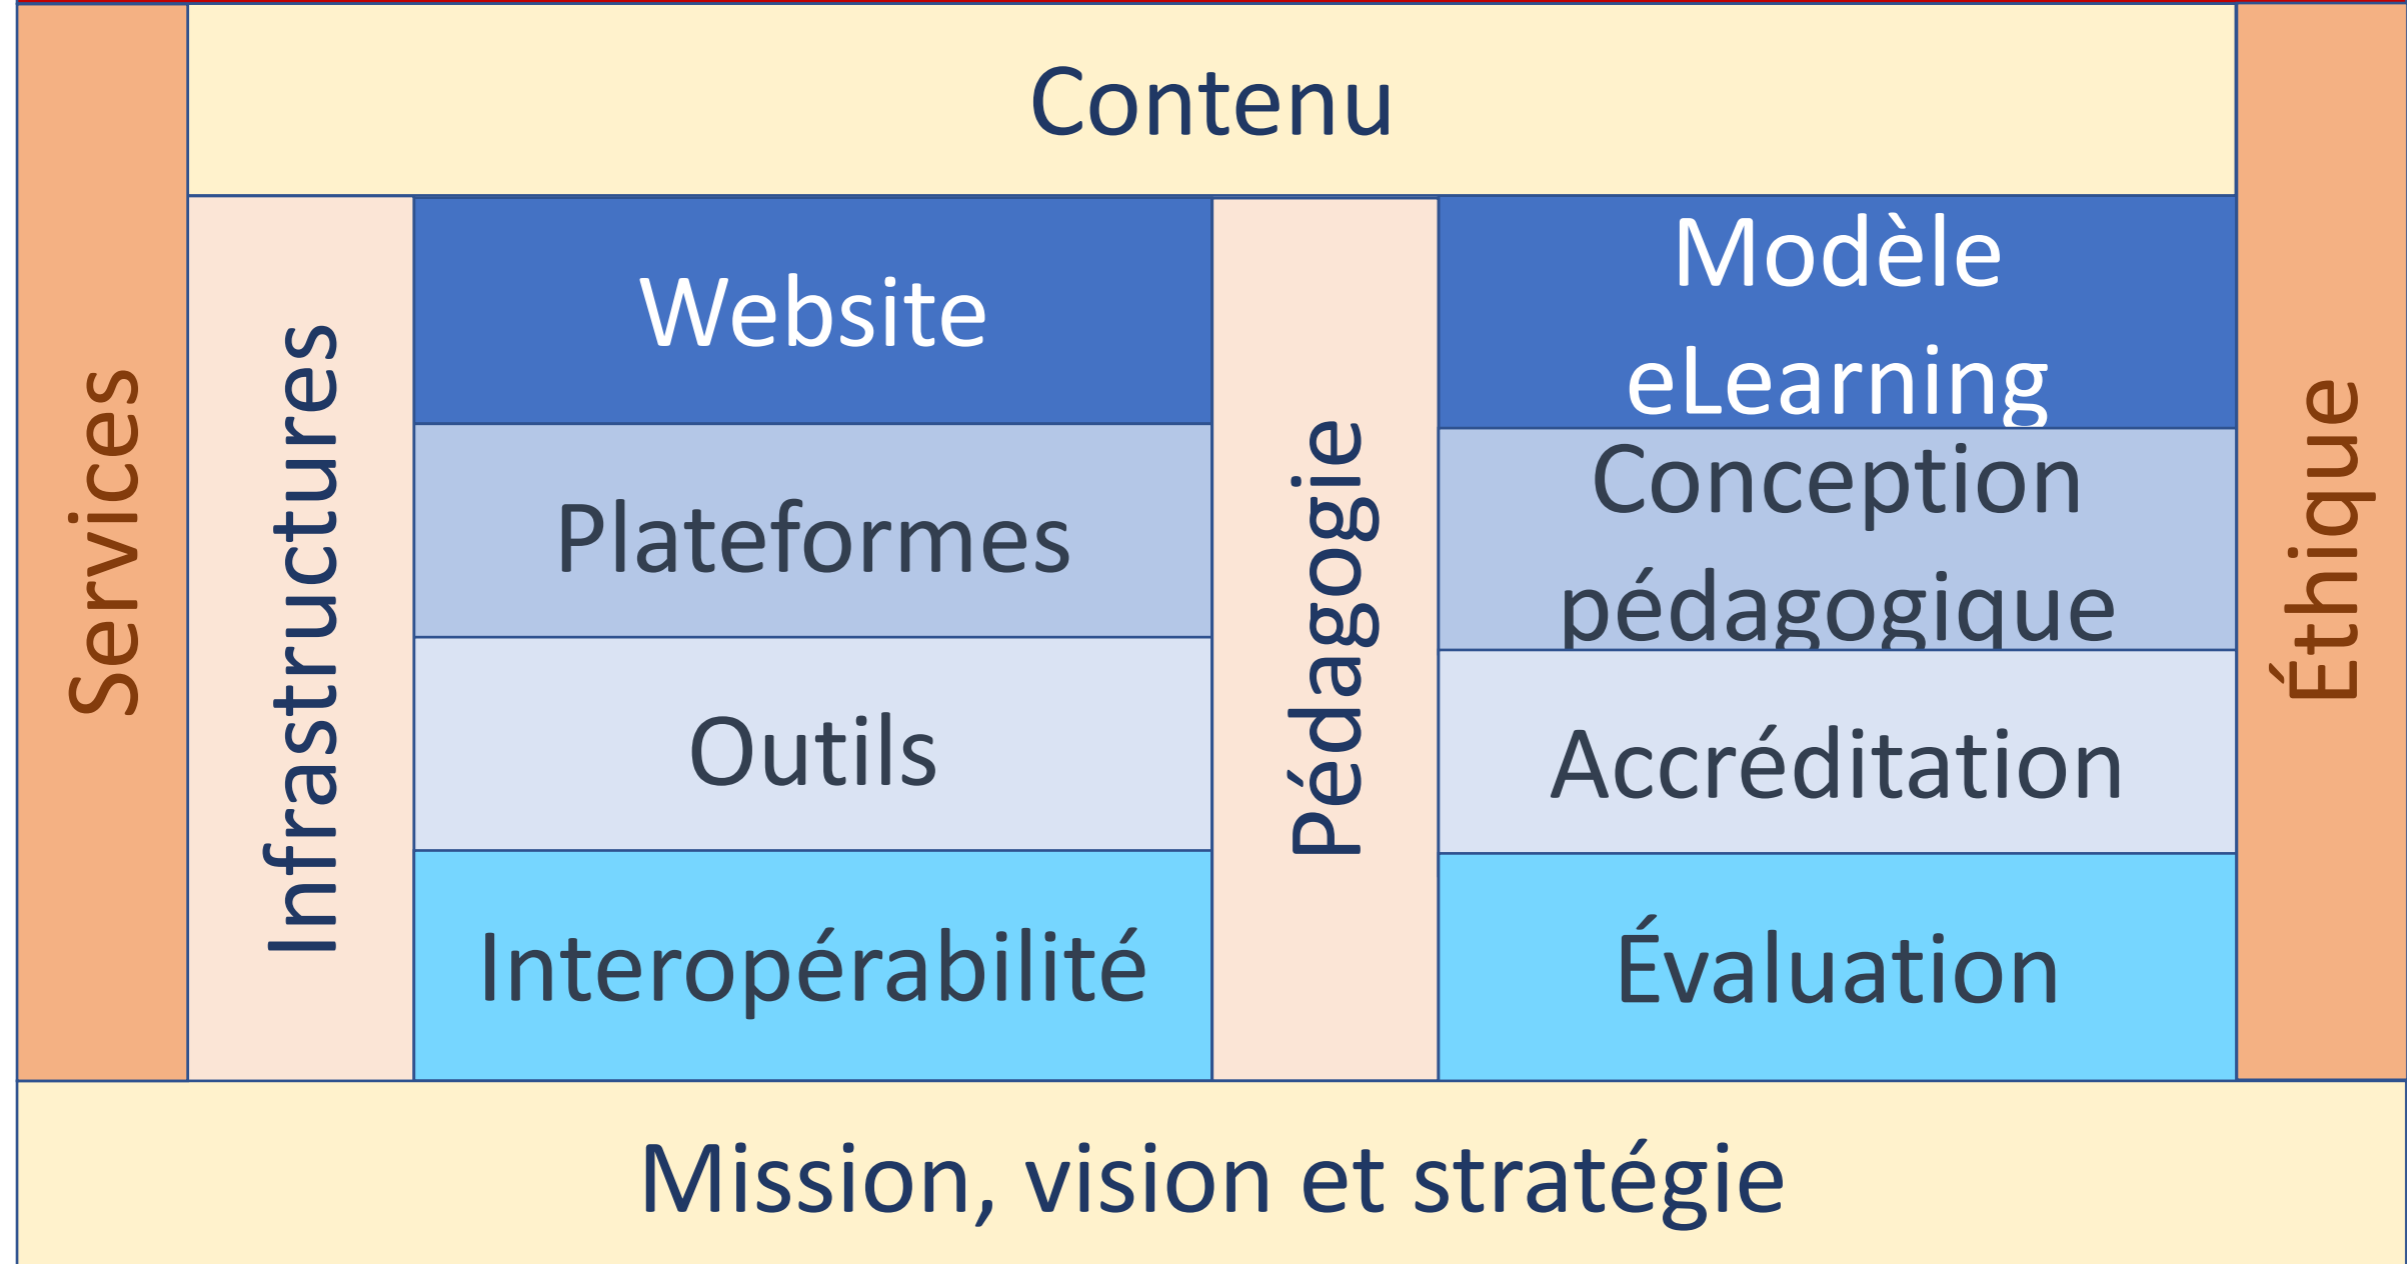 Contenu
Services
Infrastructures
Website
Plateformes
Outils
Interopérabilité
Pédagogie
Modèle
eLearning
Conception
pédagogique
Accréditation
Évaluation
Éthique
Mission, vision et stratégie